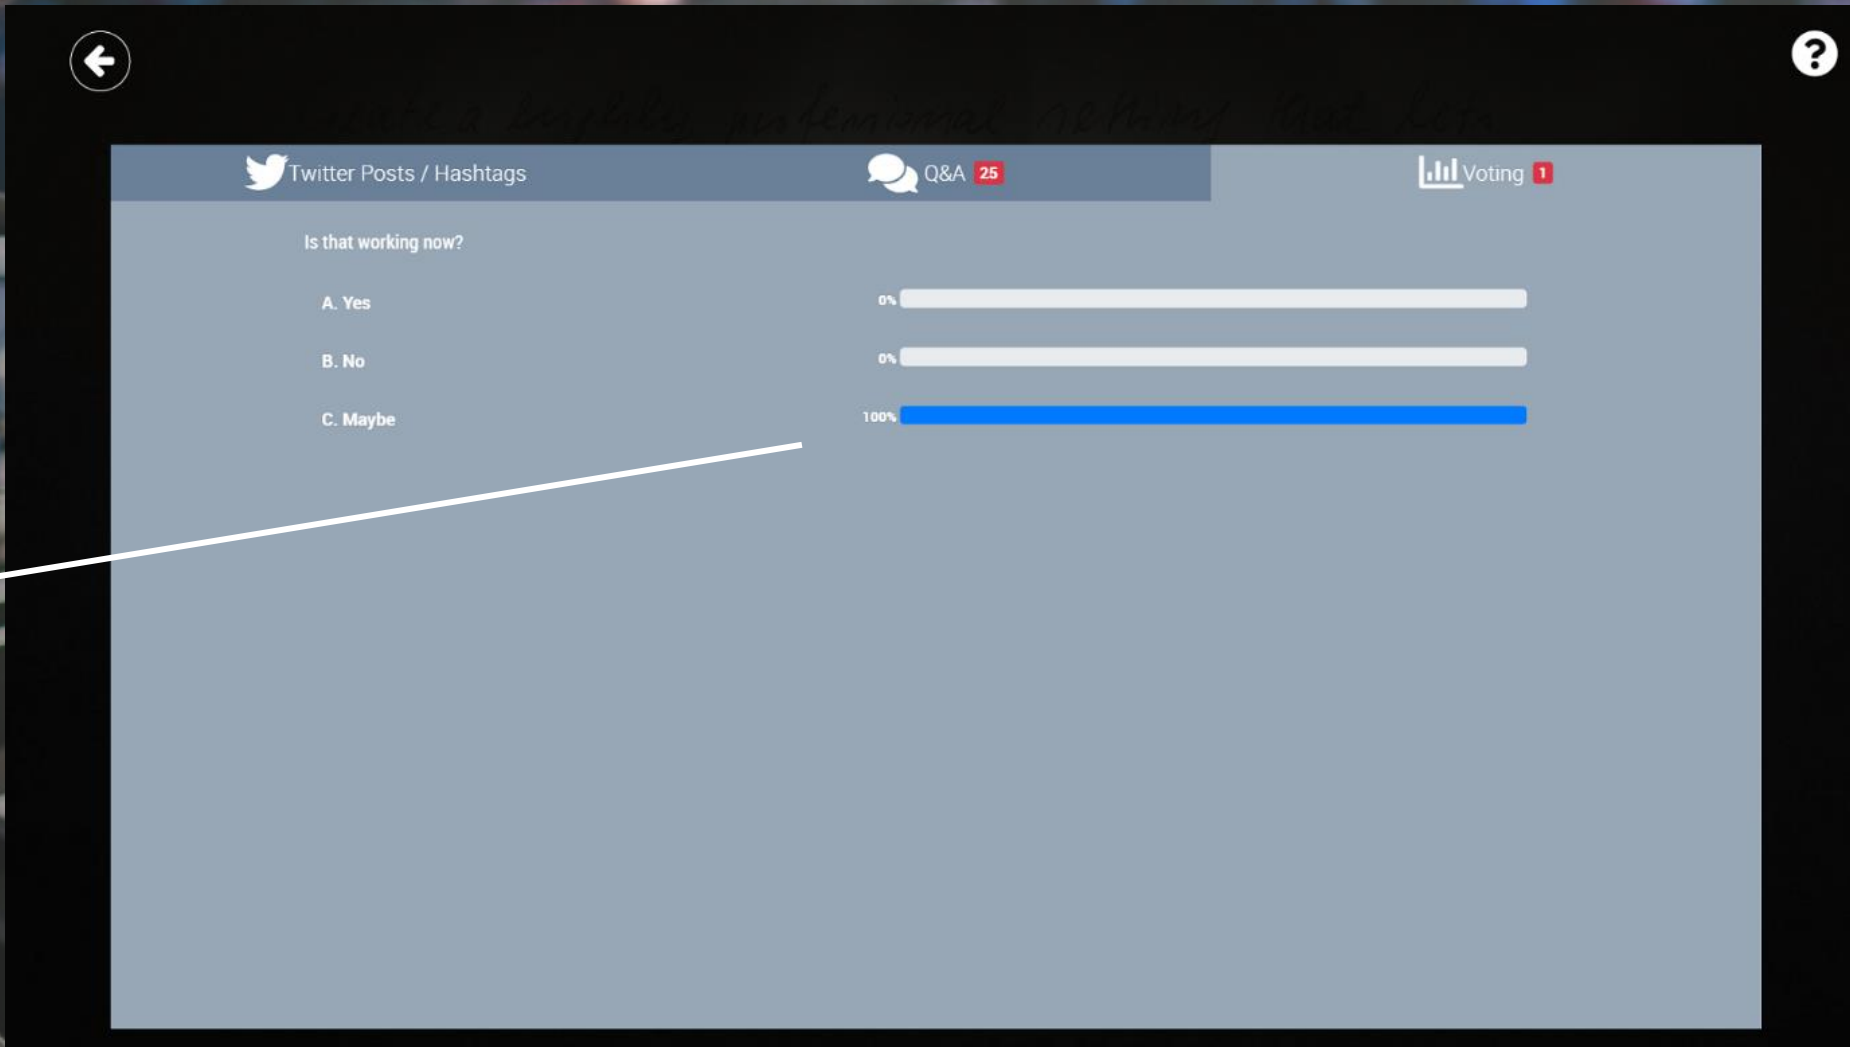 Twitter Posts / Hashtags
Q&A 25
Voting 1
Is that working now?
A. Yes
0%
B. No
0%
C. Maybe
100%